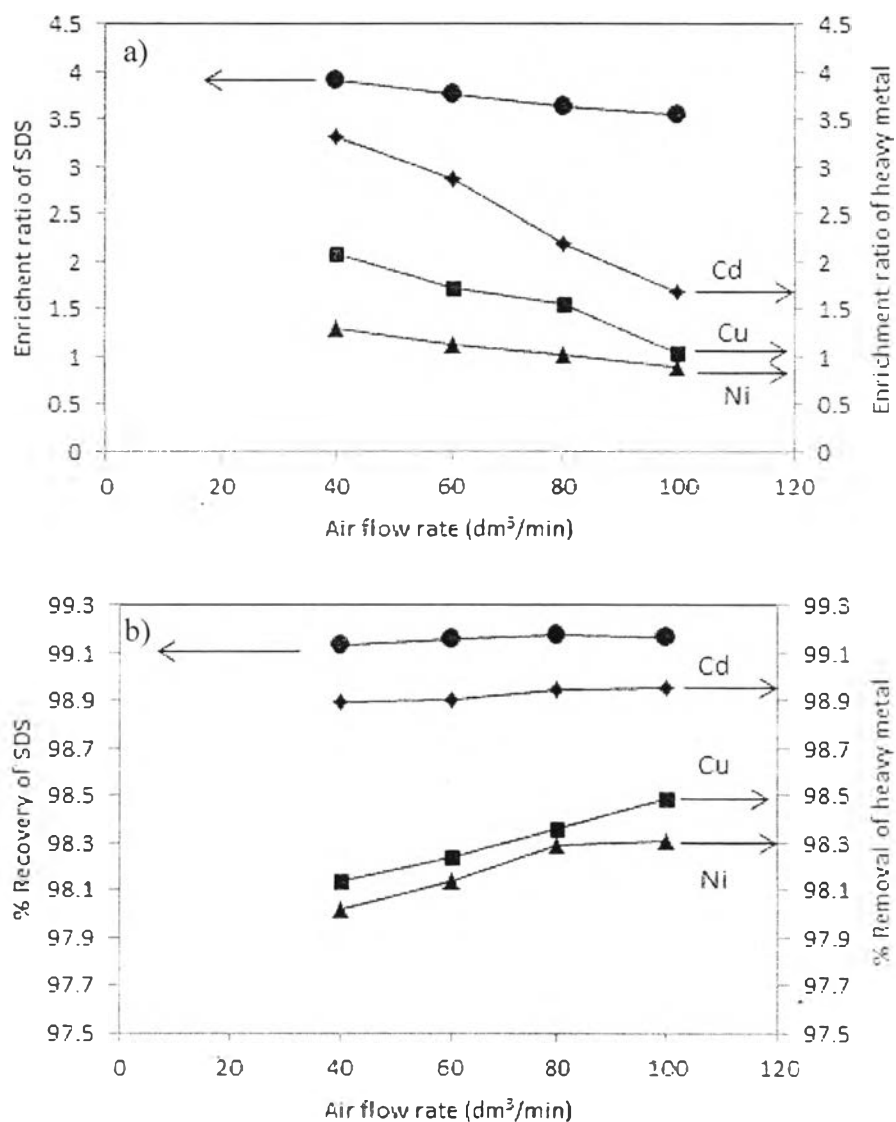 a)
Enrichent ratio of SDS
4.5
4
3.5
3
2.5
2
1.5
1
0.5
0
4.5
4
3.5
3
2.5
2
1.5
1
0.5
0
Enrichment ratio of heavy metal
Cd
Cu
Ni
0 20 40 60 80 100 120
Air flow rate (dm³/min)
b)
% Recovery of SDS
99.3
99.1
98.9
98.7
98.5
98.3
98.1
97.9
97.7
97.5
99.3
99.1
98.9
98.7
98.5
98.3
98.1
97.9
97.7
97.5
% Removal of heavy metal
Cd
Cu
Ni
0 20 40 60 80 100 120
Air flow rate (dm³/min)